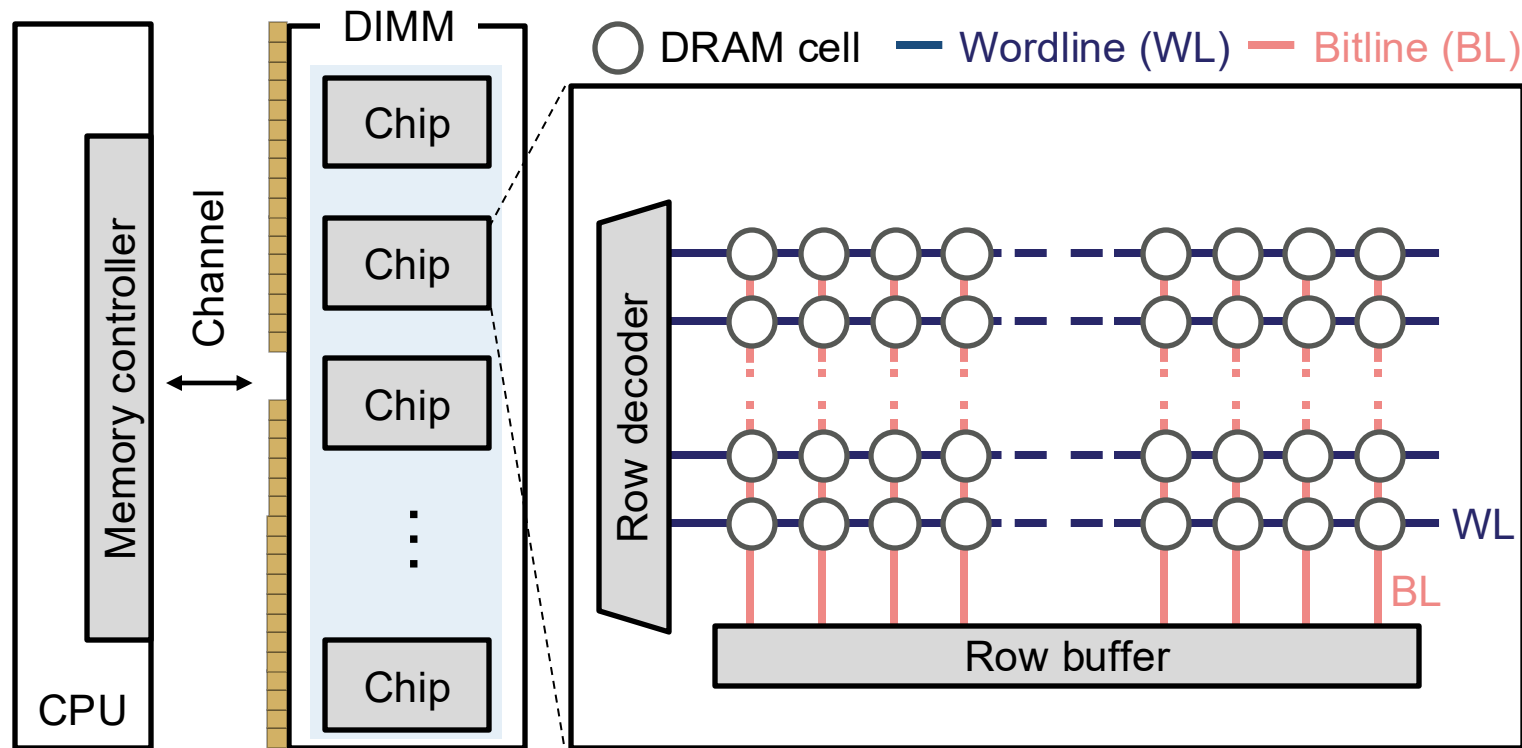 DIMM
DRAM cell
Wordline (WL)
Bitline (BL)
Chip
Chip
Chip
Chip
Memory controller
Channel
CPU
Row decoder
WL
BL
Row buffer